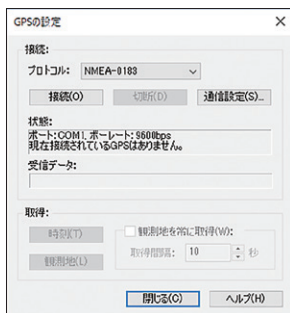 GPSの設定
接続:
プロトコル: NMEA-0183
接続(O) 切断(D) 通信設定(S)...
状態:
ポート:COM1, ボーレート:9600bps
現在接続されているGPSはありません。
受信データ:
取得:
時刻(T) 観測地を常に取得(W):
観測地(L) 取得間隔: 10 秒
閉じる(C) ヘルプ(H)